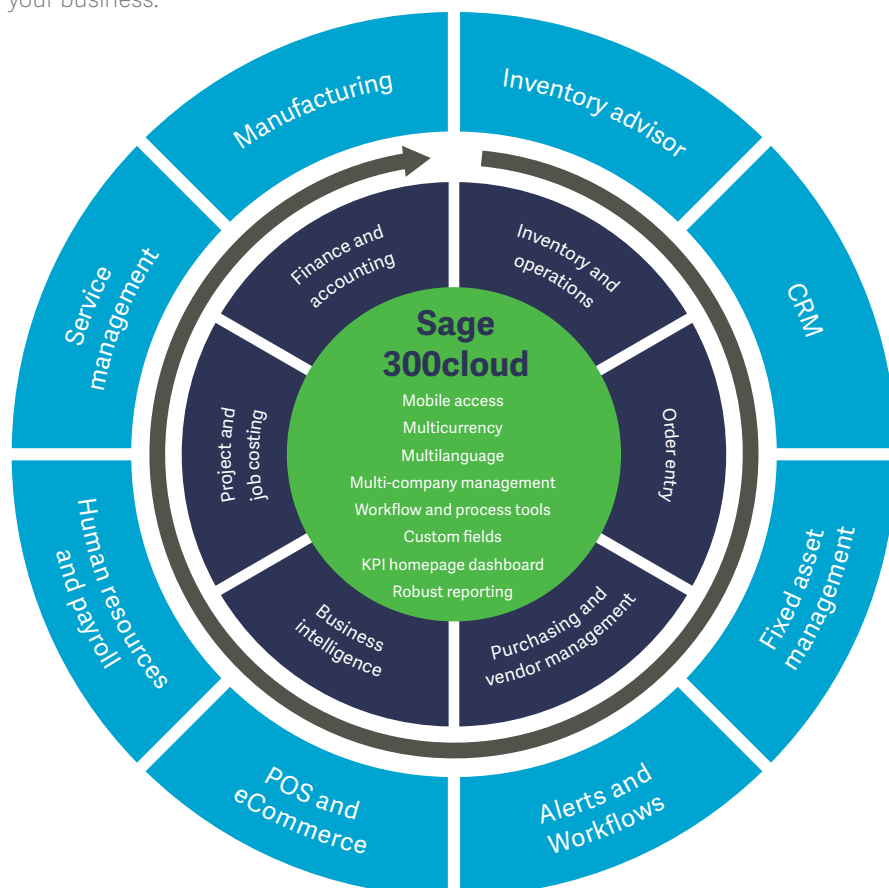 your business.
Manufacturing
Inventory advisor
CRM
Fixed asset
management
Alerts and
Workflows
POS and
eCommerce
Human resources
and payroll
Service
management
Finance and
accounting
Inventory and
operations
Order entry
Purchasing and
vendor management
Business
intelligence
Project and
job costing
Sage
300cloud
Mobile access
Multicurrency
Multilanguage
Multi-company management
Workflow and process tools
Custom fields
KPI homepage dashboard
Robust reporting